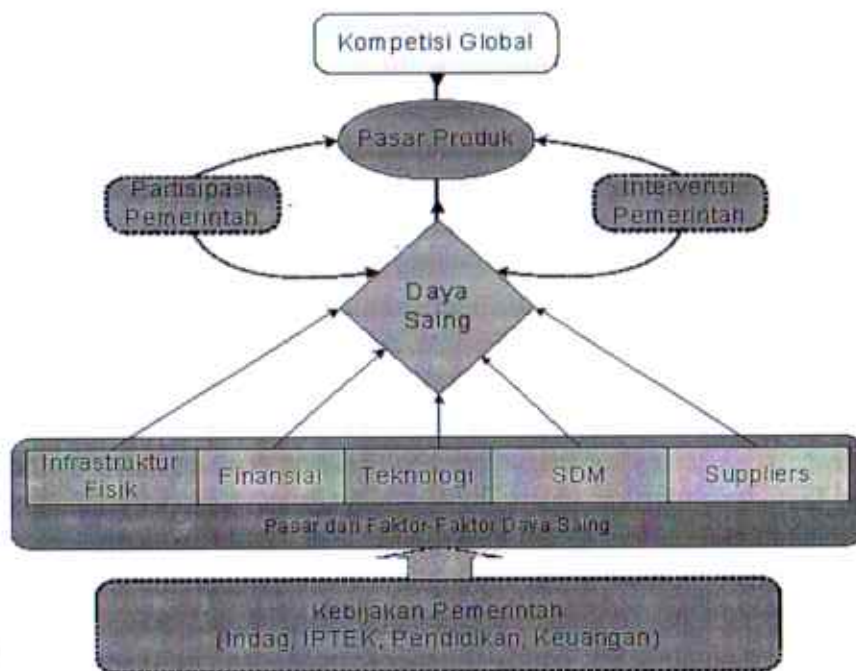 Kompetisi Global
Pasar Produk
Partisipasi
Pemerintah
Intervensi
Pemerintah
Daya
Saing
Infrastruktur
Fisik
Finansial
Teknologi
SDM
Suppliers
Pasar dari Faktor-Faktor Daya Saing
Kebijakan Pemerintah
(Indag, IPTEK, Pendidikan, Keuangan)